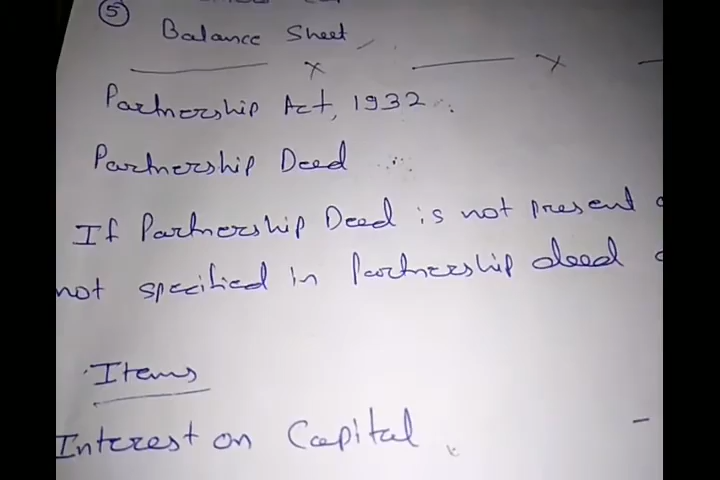 5
Balance Sheet
Partnership Act, 1932
Partnership Deed
If Partnership Deed is not present
not specified in Partnership deed
Items
Interest on Capital